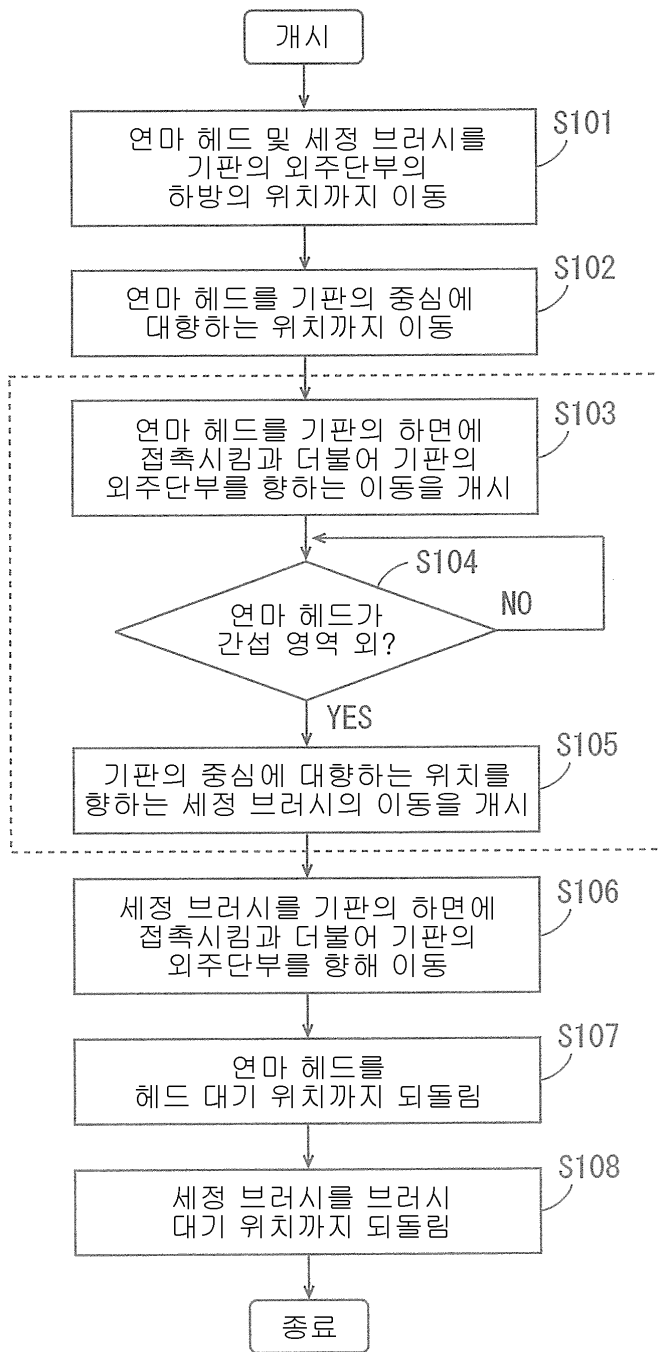 개시
S101
연마 헤드 및 세정 브러시를
기판의 외주단부의
하방의 위치까지 이동
S102
연마 헤드를 기판의 중심에
대향하는 위치까지 이동
S103
연마 헤드를 기판의 하면에
접촉시킴과 더불어 기판의
외주단부를 향하는 이동을 개시
S104
연마 헤드가
간섭 영역 외?
NO
YES
S105
기판의 중심에 대향하는 위치를
향하는 세정 브러시의 이동을 개시
S106
세정 브러시를 기판의 하면에
접촉시킴과 더불어 기판의
외주단부를 향해 이동
S107
연마 헤드를
헤드 대기 위치까지 되돌림
S108
세정 브러시를 브러시
대기 위치까지 되돌림
종료